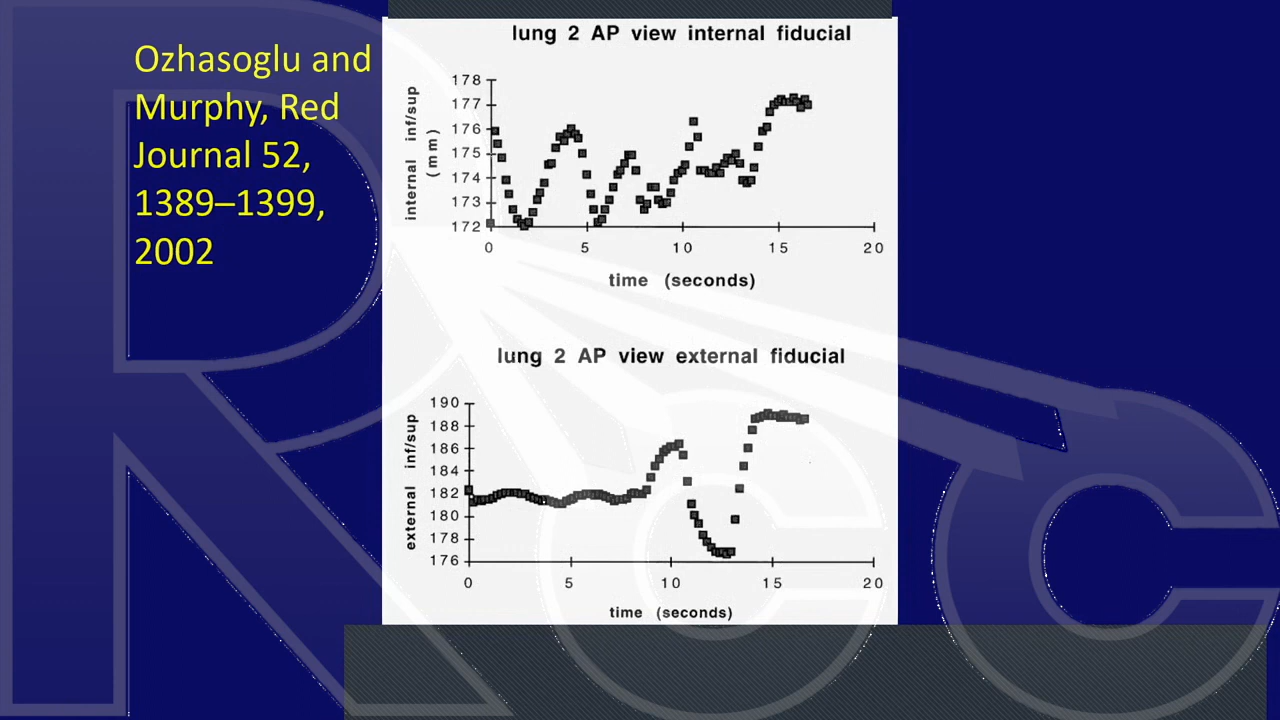 Ozhasoglu and
Murphy, Red
Journal 52,
1389–1399,
2002
lung 2 AP view internal fiducial
internal inf/sup
(mm)
178
177
176
175
174
173
172
0 5 10 15 20
time (seconds)
lung 2 AP view external fiducial
external inf/sup
190
188
186
184
182
180
178
176
0 5 10 15 20
time (seconds)
RCC